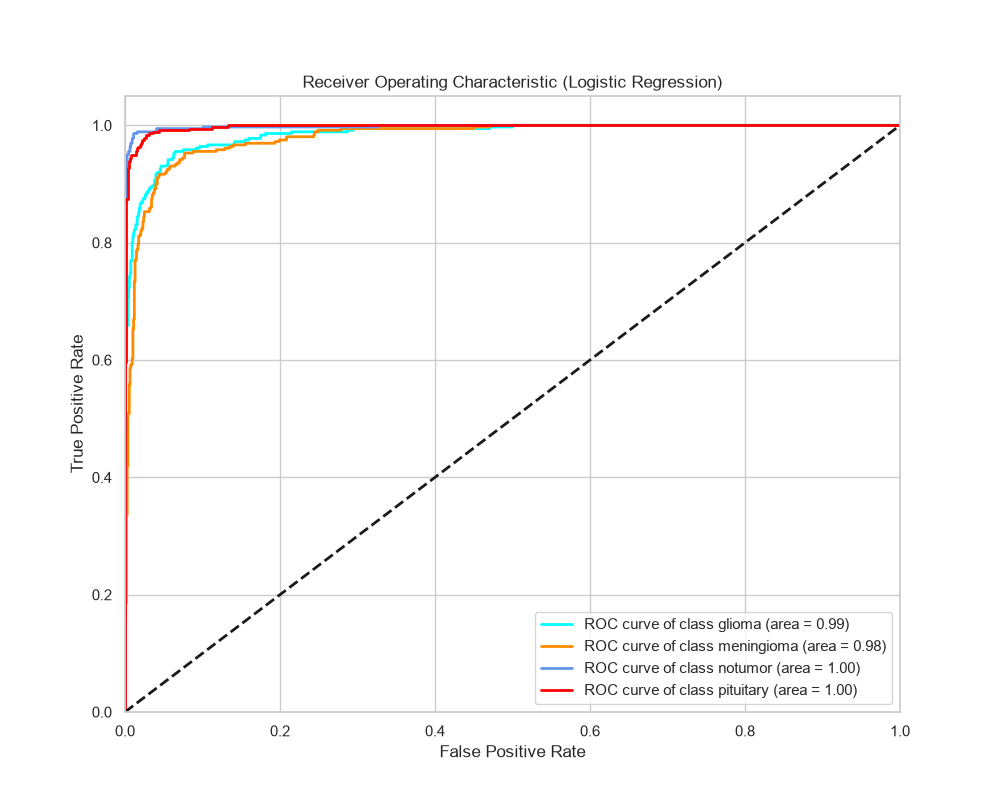 Receiver Operating Characteristic (Logistic Regression)
1.0
0.8
0.6
0.4
0.2
0.0
True Positive Rate
ROC curve of class glioma (area = 0.99)
ROC curve of class meningioma (area = 0.98)
ROC curve of class notumor (area = 1.00)
ROC curve of class pituitary (area = 1.00)
0.0 0.2 0.4 0.6 0.8 1.0
False Positive Rate